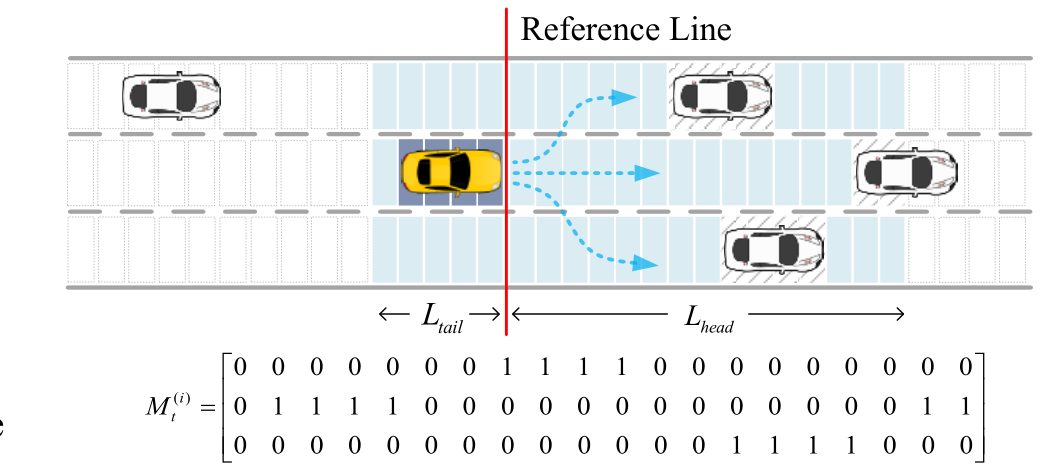 Reference Line
L_tail L_head
0 0 0 0 0 0 0 1 1 1 1 0 0 0 0 0 0 0 0 0
M_t^(i) = 0 1 1 1 1 0 0 0 0 0 0 0 0 0 0 0 0 0 1 1
0 0 0 0 0 0 0 0 0 0 0 0 0 1 1 1 1 0 0 0
e